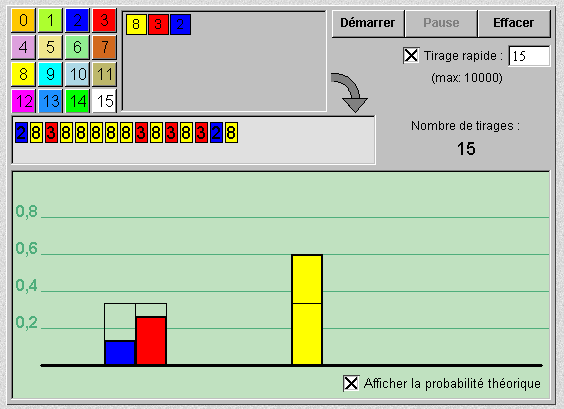 0 1 2 3
4 5 6 7
8 9 10 11
12 13 14 15
8 3 2
Démarrer Pause Effacer
Tirage rapide : 15
(max: 10000)
2 8 3 8 8 8 8 8 3 8 3 8 3 2 8
Nombre de tirages :
15
0,8
0,6
0,4
0,2
Afficher la probabilité théorique